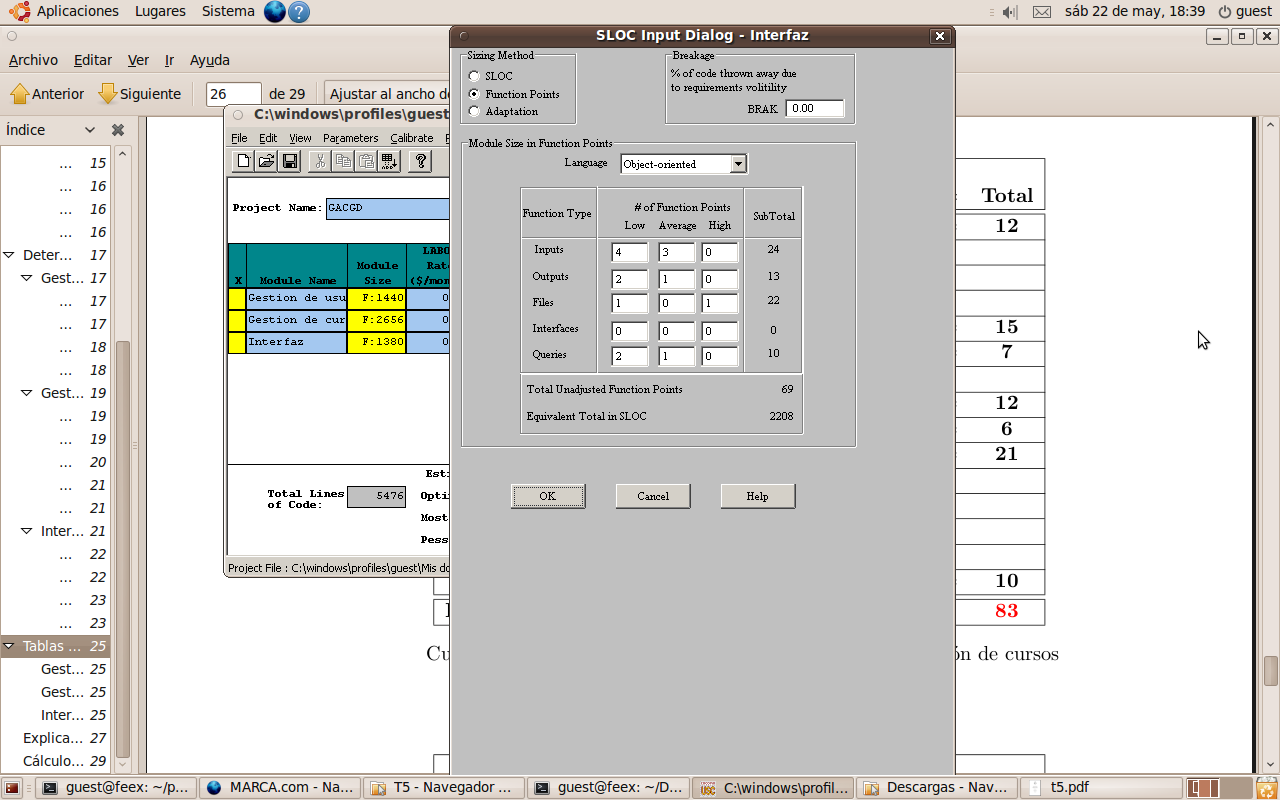 Aplicaciones Lugares Sistema
sáb 22 de may, 18:39 guest
Archivo Editar Ver Ir Ayuda
Anterior Siguiente 26 de 29 Ajustar al ancho de
Índice
... 15
... 16
... 16
... 16
Deter... 17
Gest... 17
... 17
... 17
... 18
... 18
Gest... 19
... 19
... 19
... 20
... 21
... 21
Inter... 21
... 22
... 22
... 23
... 23
Tablas ... 25
Gest... 25
Gest... 25
Inter... 25
Explica... 27
Cálculo... 29
C:\windows\profiles\guest
File Edit View Parameters Calibrate
Project Name: GACGD
X Module Name Module Size LABO Rate ($/mon
Gestion de usu F:1440 0
Gestion de cur F:2656 0
Interfaz F:1380 0
Total Lines of Code: 5476
Esti
Opti
Most
Pess
Project File : C:\windows\profiles\guest\Mis do
SLOC Input Dialog - Interfaz
Sizing Method
SLOC
Function Points
Adaptation
Breakage
% of code thrown away due
to requirements volitility
BRAK 0.00
Module Size in Function Points
Language Object-oriented
Function Type # of Function Points SubTotal
Low Average High
Inputs 4 3 0 24
Outputs 2 1 0 13
Files 1 0 1 22
Interfaces 0 0 0 0
Queries 2 1 0 10
Total Unadjusted Function Points 69
Equivalent Total in SLOC 2208
OK Cancel Help
Total
12
15
7
12
6
21
10
83
Cu
ón de cursos
guest@feex: ~/p... MARCA.com - Na... T5 - Navegador ... guest@feex: ~/D... C:\windows\profil... Descargas - Nav... t5.pdf